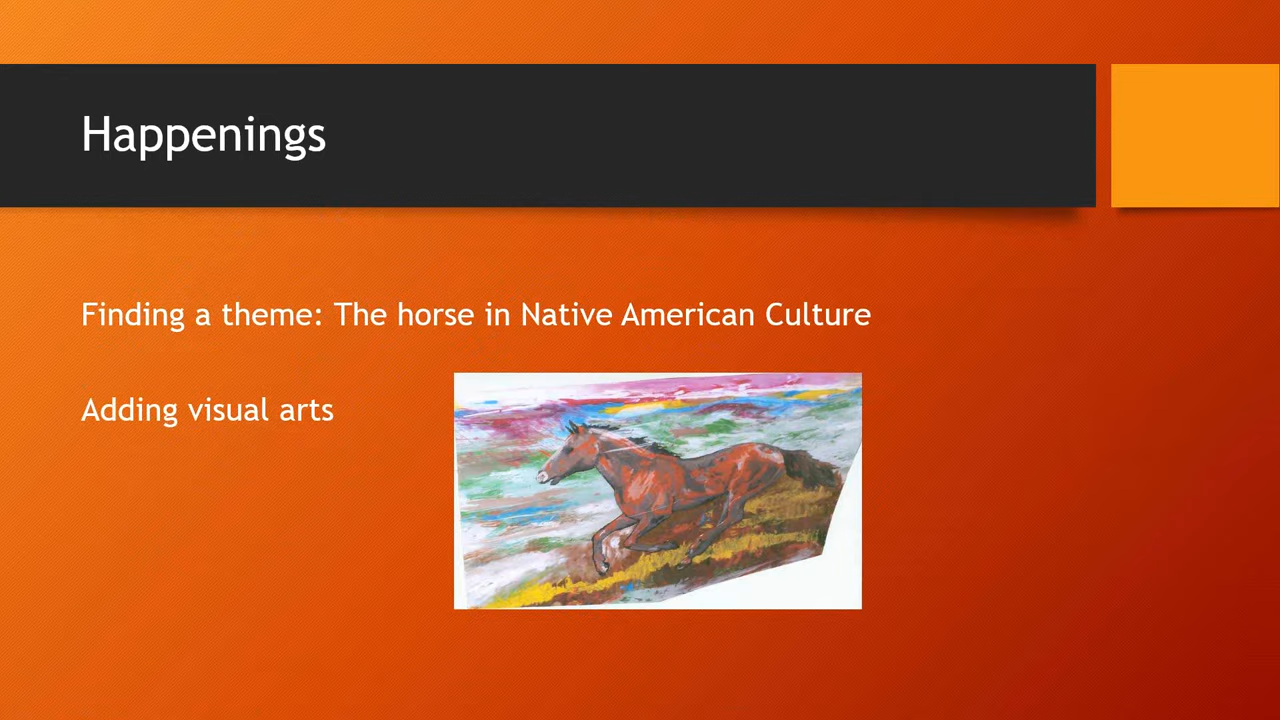 Happenings
Finding a theme: The horse in Native American Culture
Adding visual arts